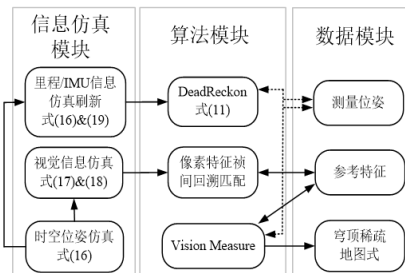 信息仿真
模块
算法模块
数据模块
里程/IMU信息
仿真刷新
式(16)&(19)
DeadReckon
式(11)
测量位姿
视觉信息仿真
式(17)&(18)
像素特征祯
间回溯匹配
参考特征
时空位姿仿真
式(16)
Vision Measure
穹顶稀疏
地图式